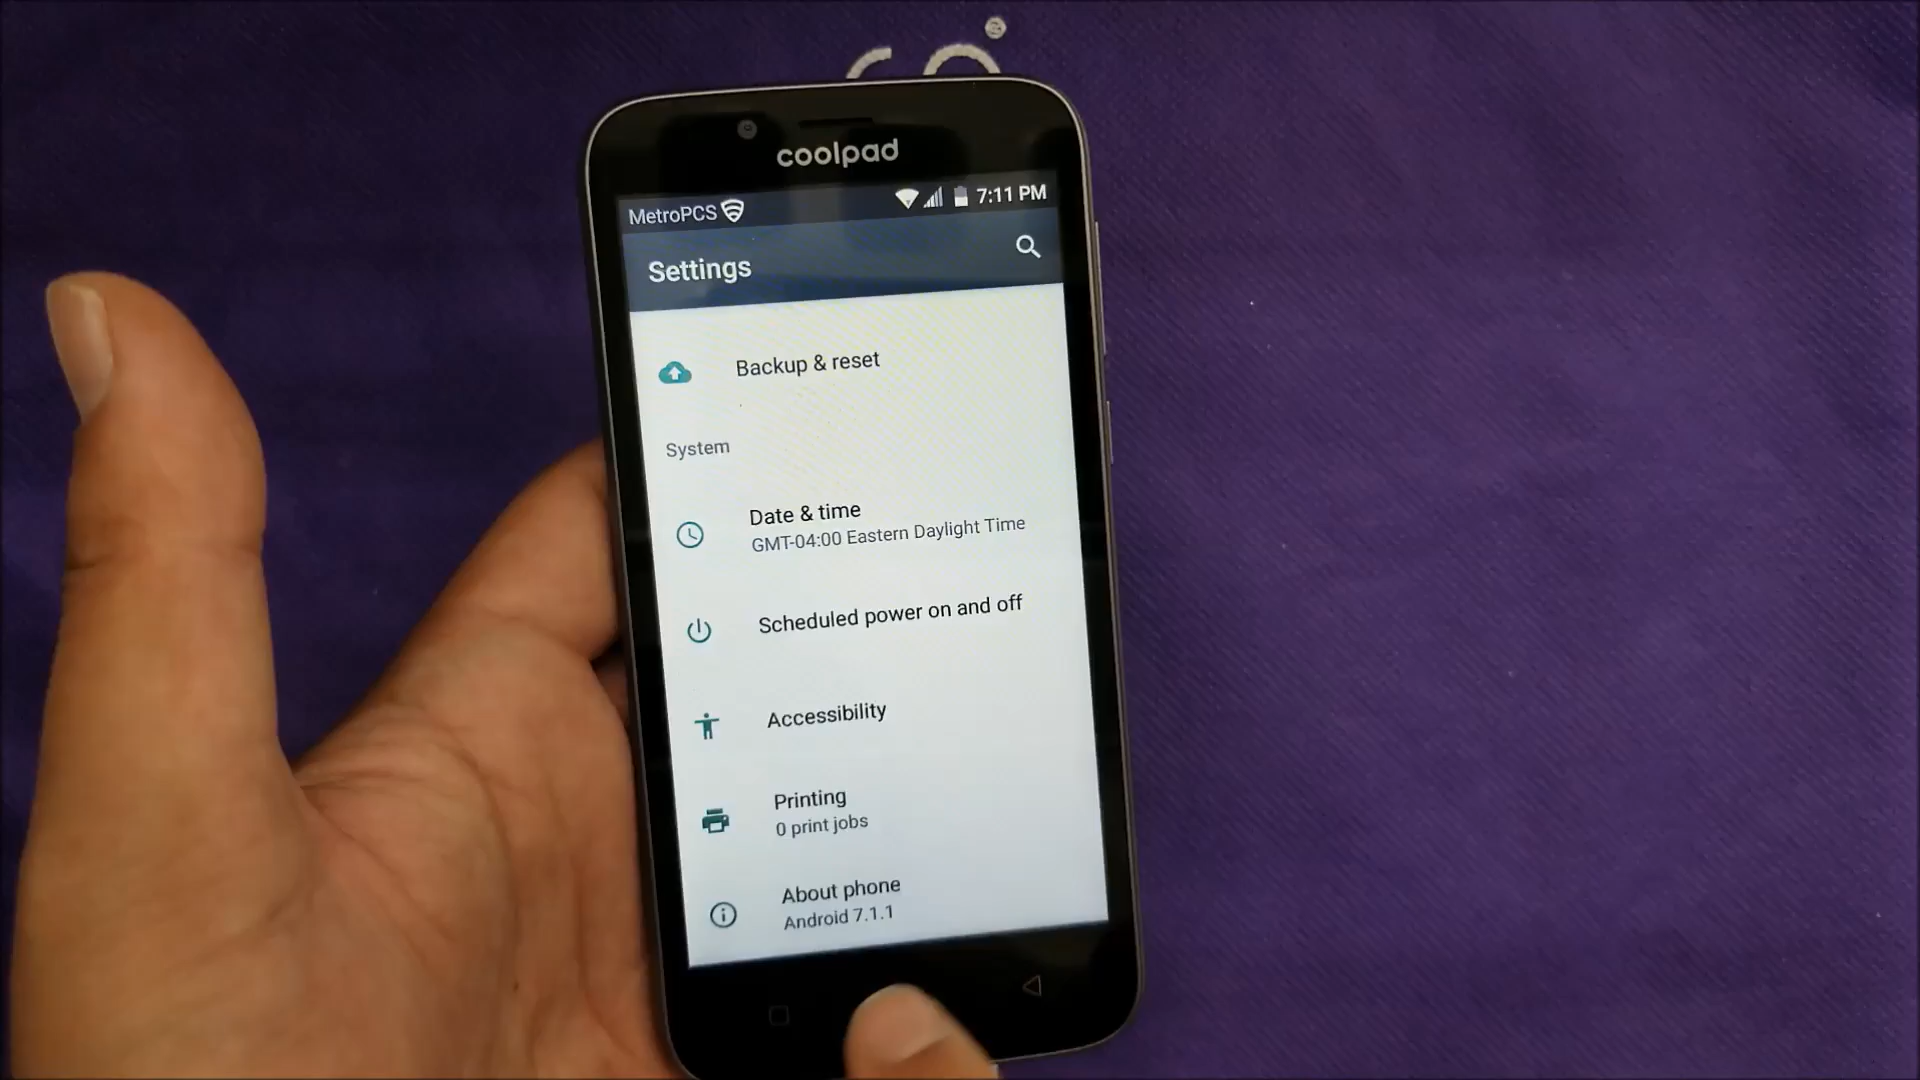 coolpad
MetroPCS 7:11 PM
Settings
Backup & reset
System
Date & time
GMT-04:00 Eastern Daylight Time
Scheduled power on and off
Accessibility
Printing
0 print jobs
About phone
Android 7.1.1